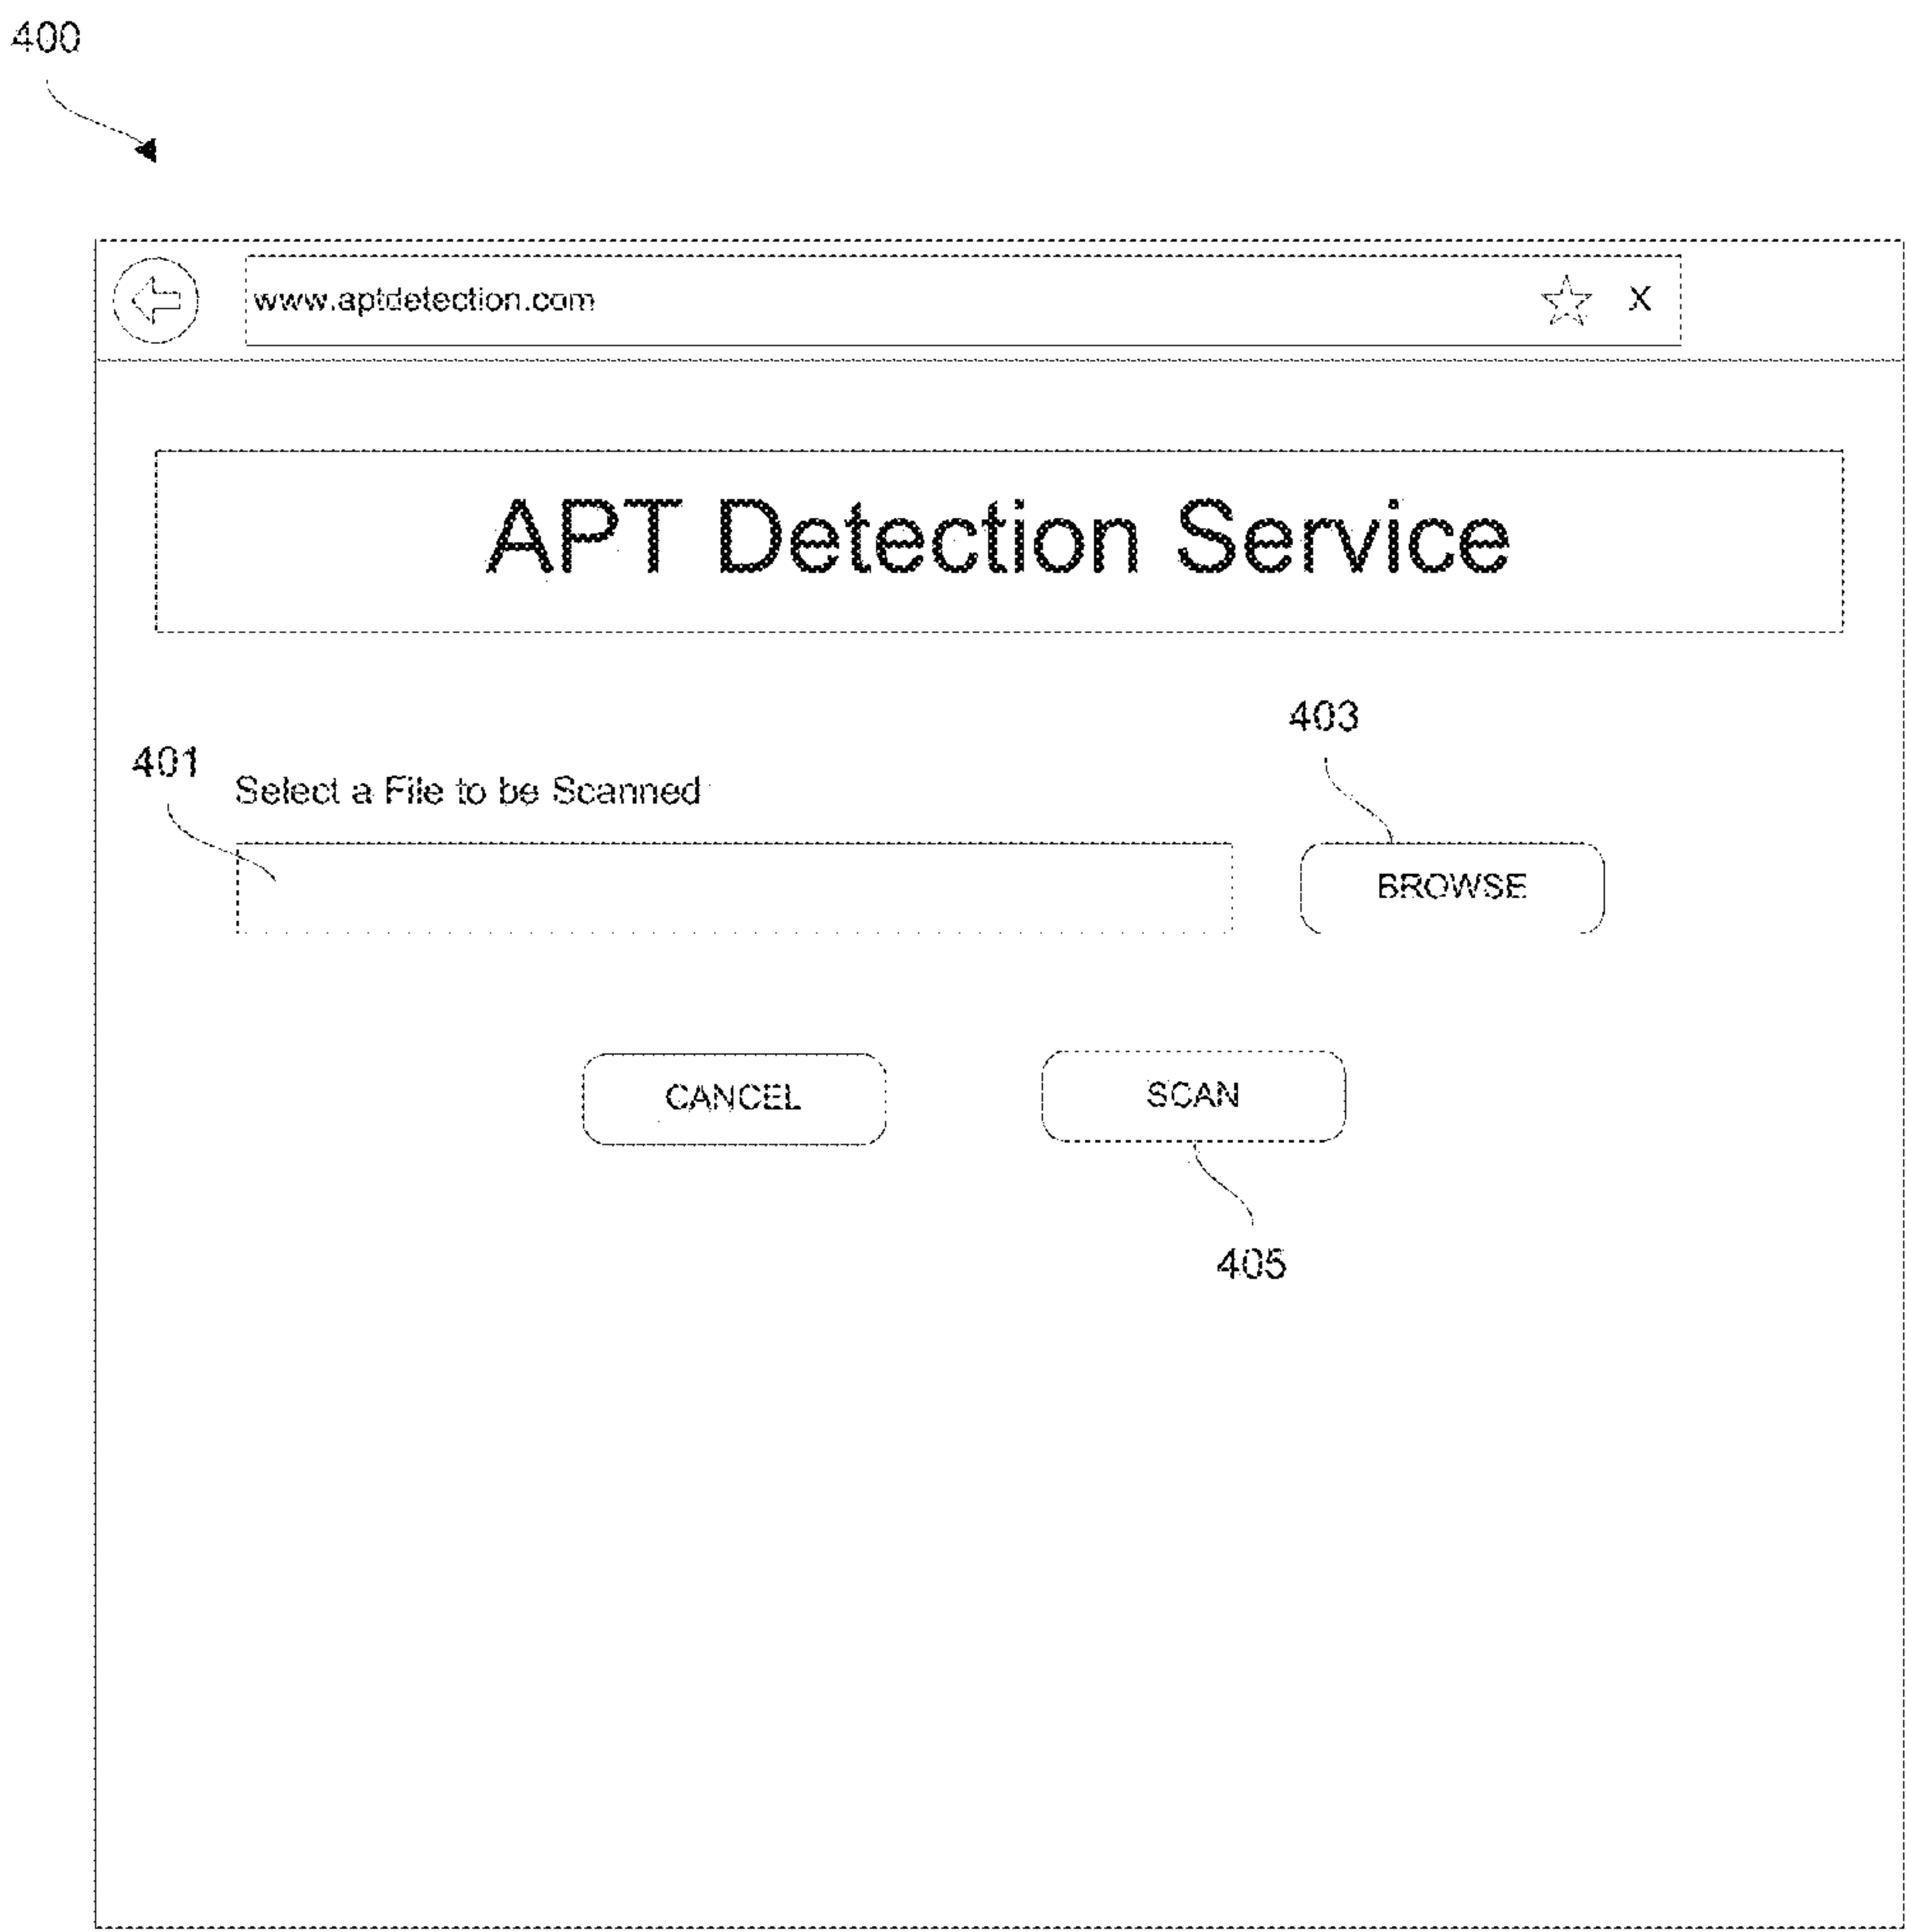 400
www.aptdetection.com X
APT Detection Service
403
401
Select a File to be Scanned
BROWSE
CANCEL SCAN
405